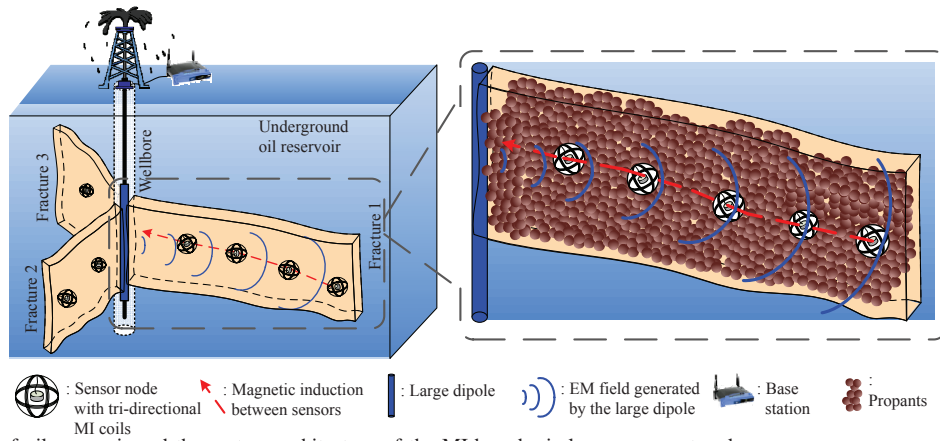 Underground
oil reservoir
Wellbore
Fracture 3
Fracture 2
Fracture 1
: Sensor node
with tri-directional
MI coils
: Magnetic induction
between sensors
: Large dipole
: EM field generated
by the large dipole
: Base
station
:
Propants